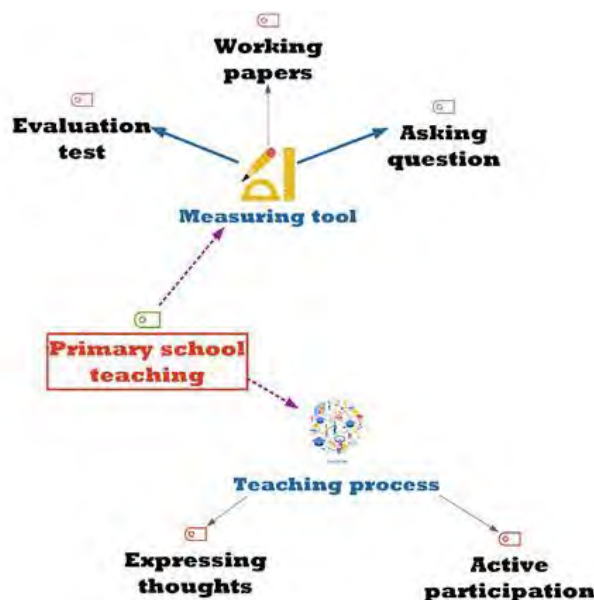 Working
papers
Evaluation
test
Asking
question
Measuring tool
Primary school
teaching
Teaching process
Expressing
thoughts
Active
participation